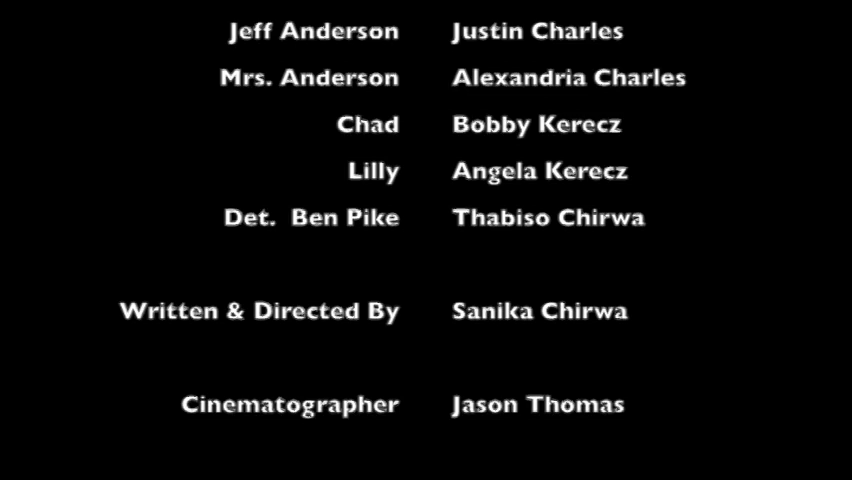 Jeff Anderson Justin Charles
Mrs. Anderson Alexandria Charles
Chad Bobby Kerecz
Lilly Angela Kerecz
Det.  Ben Pike Thabiso Chirwa
Written & Directed By Sanika Chirwa
Cinematographer Jason Thomas